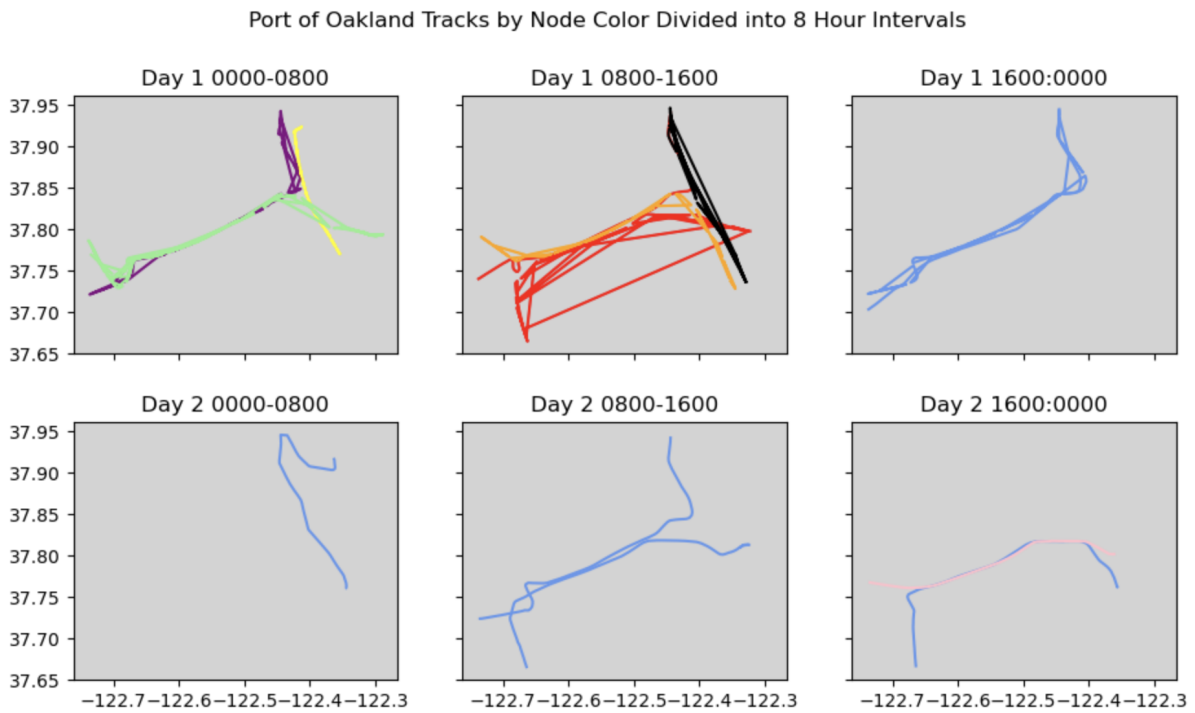 Port of Oakland Tracks by Node Color Divided into 8 Hour Intervals
Day 1 0000-0800
Day 1 0800-1600
Day 1 1600:0000
37.95
37.90
37.85
37.80
37.75
37.70
37.65
Day 2 0000-0800
Day 2 0800-1600
Day 2 1600:0000
37.95
37.90
37.85
37.80
37.75
37.70
37.65
−122.7−122.6−122.5−122.4−122.3
−122.7−122.6−122.5−122.4−122.3
−122.7−122.6−122.5−122.4−122.3